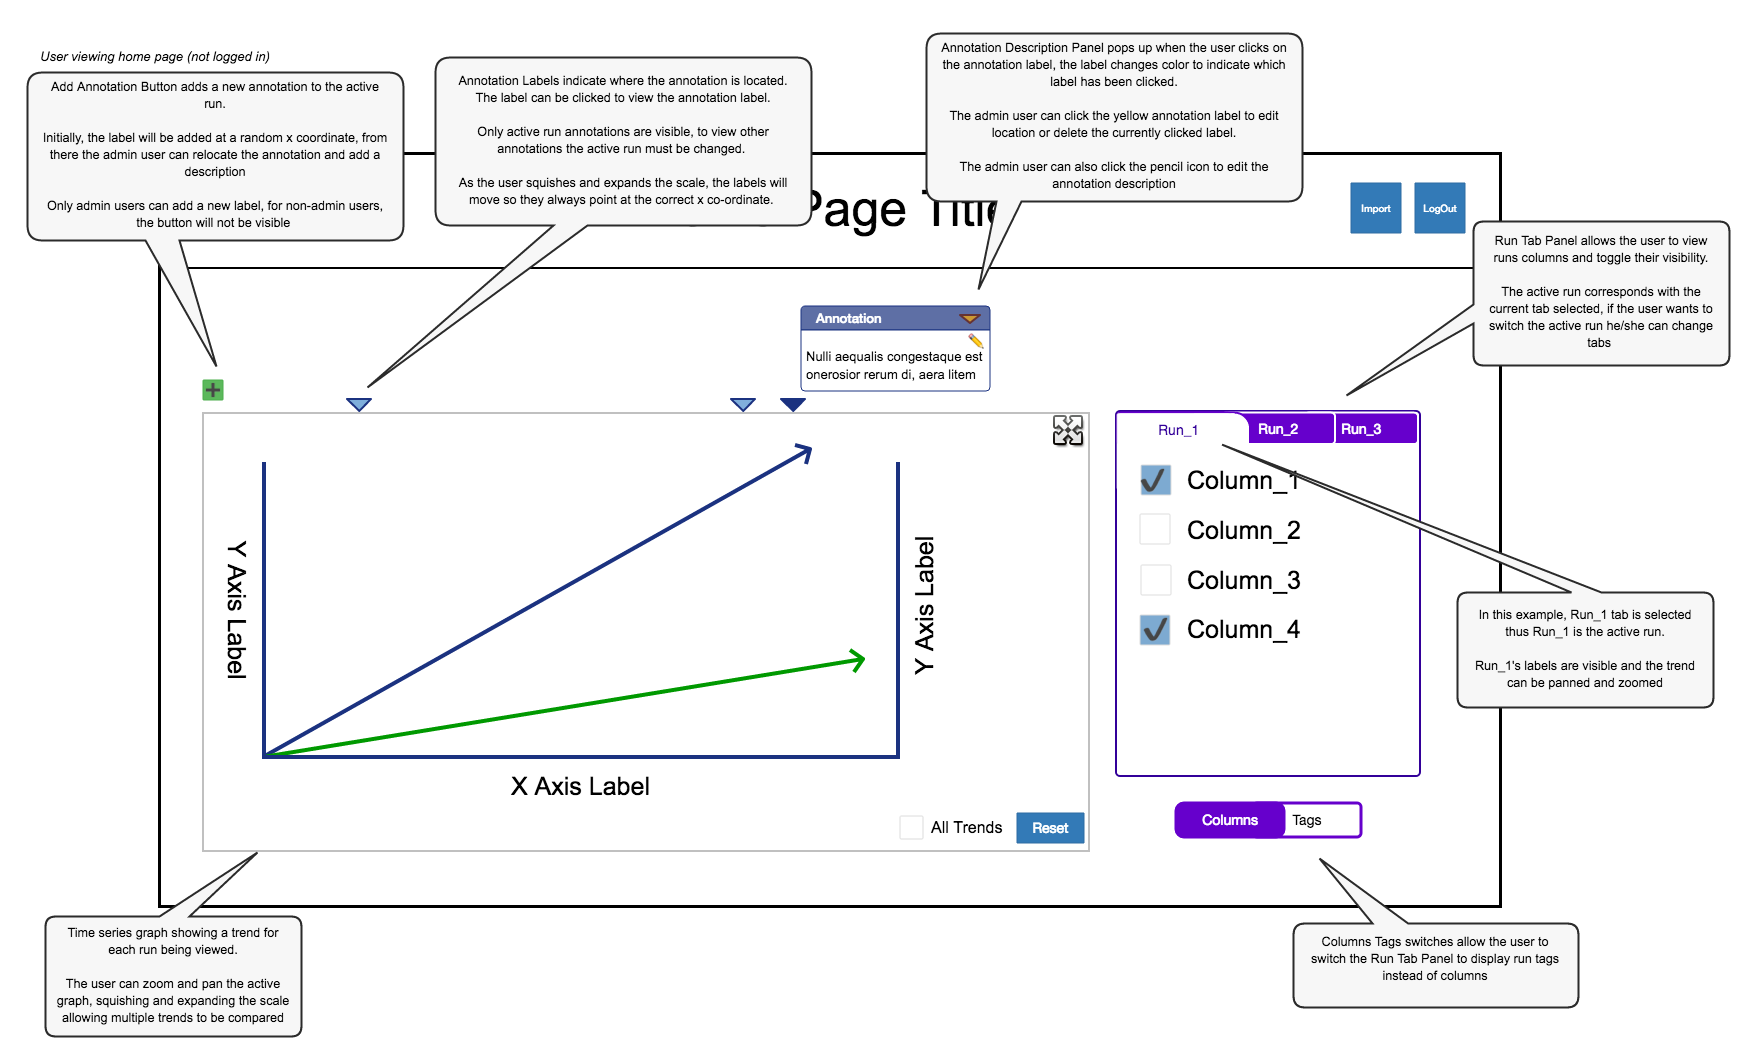 User viewing home page (not logged in)
Add Annotation Button adds a new annotation to the active
run.
Initially, the label will be added at a random x coordinate, from
there the admin user can relocate the annotation and add a
description
Only admin users can add a new label, for non-admin users,
the button will not be visible
Annotation Labels indicate where the annotation is located.
The label can be clicked to view the annotation label.
Only active run annotations are visible, to view other
annotations the active run must be changed.
As the user squishes and expands the scale, the labels will
move so they always point at the correct x co-ordinate.
Annotation Description Panel pops up when the user clicks on
the annotation label, the label changes color to indicate which
label has been clicked.
The admin user can click the yellow annotation label to edit
location or delete the currently clicked label.
The admin user can also click the pencil icon to edit the
annotation description
Page Title
Import
LogOut
Run Tab Panel allows the user to view
runs columns and toggle their visibility.
The active run corresponds with the
current tab selected, if the user wants to
switch the active run he/she can change
tabs
Annotation
Nulli aequalis congestaque est
onerosior rerum di, aera litem
Run_1
Run_2
Run_3
Column_1
Column_2
Column_3
Column_4
Y Axis Label
Y Axis Label
X Axis Label
All Trends
Reset
In this example, Run_1 tab is selected
thus Run_1 is the active run.
Run_1's labels are visible and the trend
can be panned and zoomed
Columns
Tags
Time series graph showing a trend for
each run being viewed.
The user can zoom and pan the active
graph, squishing and expanding the scale
allowing multiple trends to be compared
Columns Tags switches allow the user to
switch the Run Tab Panel to display run tags
instead of columns